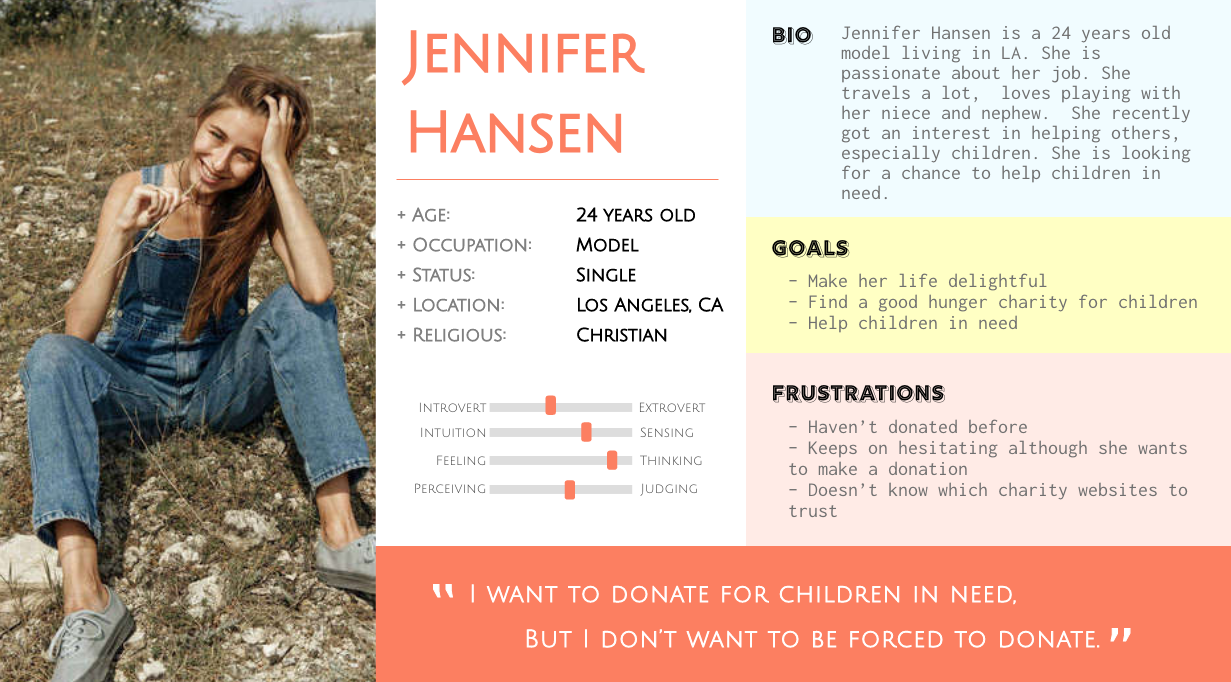 Jennifer
Hansen
+ Age: 24 years old
+ Occupation: Model
+ Status: Single
+ Location: Los Angeles, CA
+ Religious: Christian
Introvert Extrovert
Intuition Sensing
Feeling Thinking
Perceiving Judging
BIO
Jennifer Hansen is a 24 years old
model living in LA. She is
passionate about her job. She
travels a lot,  loves playing with
her niece and nephew.  She recently
got an interest in helping others,
especially children. She is looking
for a chance to help children in
need.
GOALS
- Make her life delightful
- Find a good hunger charity for children
- Help children in need
FRUSTRATIONS
- Haven't donated before
- Keeps on hesitating although she wants
to make a donation
- Doesn't know which charity websites to
trust
" I want to donate for children in need,
But I don't want to be forced to donate. "